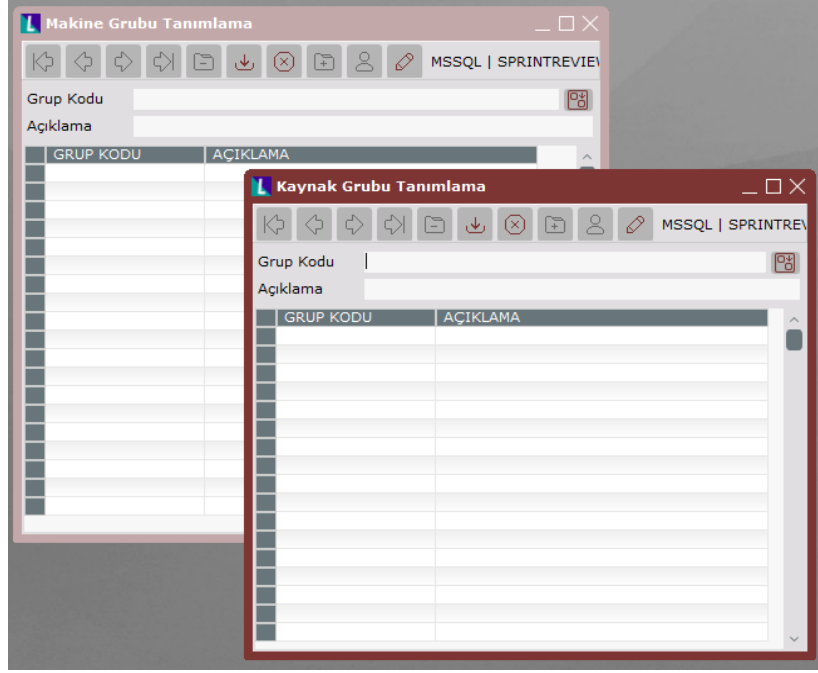 Makine Grubu Tanımlama
MSSQL | SPRINTREVIEW
Grup Kodu
Açıklama
GRUP KODU AÇIKLAMA
Kaynak Grubu Tanımlama
MSSQL | SPRINTREV
Grup Kodu
Açıklama
GRUP KODU AÇIKLAMA